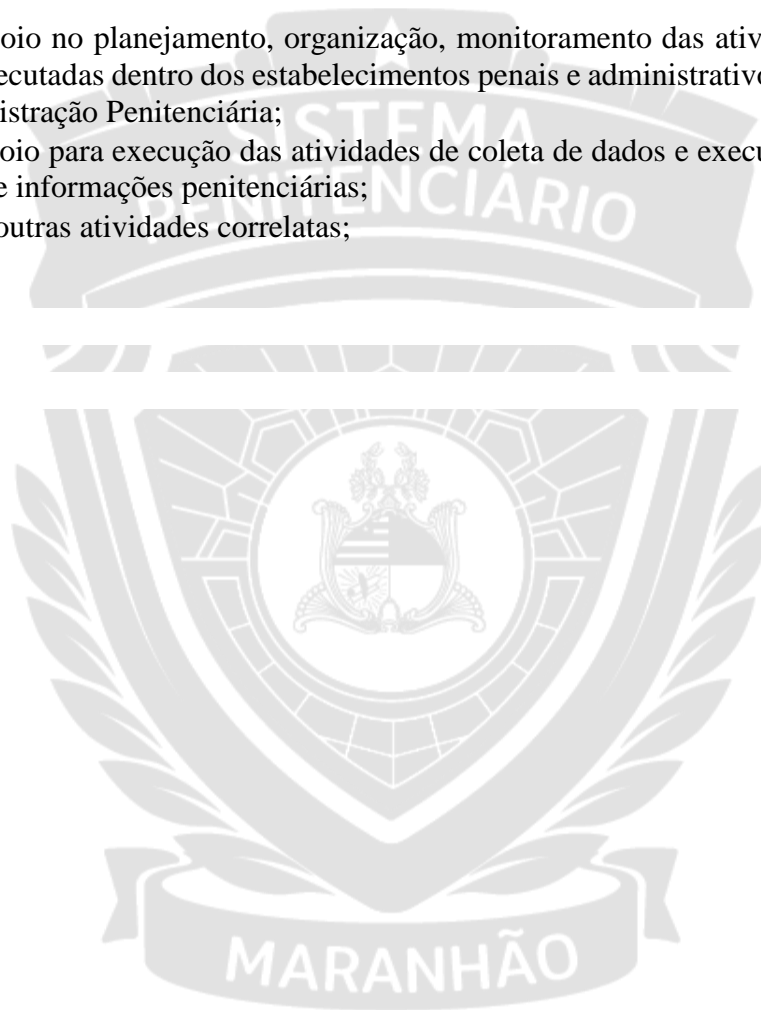 oio no planejamento, organização, monitoramento das ativ
ecutadas dentro dos estabelecimentos penais e administrativo
istração Penitenciária;
oio para execução das atividades de coleta de dados e execu
e informações penitenciárias;
outras atividades correlatas;
SISTEMA
PENITENCIÁRIO
MARANHÃO